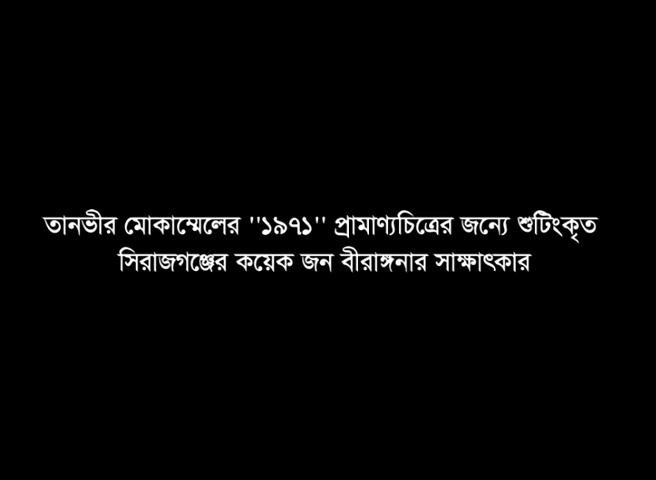 তানভীর মোকাম্মেলের "১৯৭১" প্রামাণ্যচিত্রের জন্যে শুটিংকৃত
সিরাজগঞ্জের কয়েক জন বীরাঙ্গনার সাক্ষাৎকার